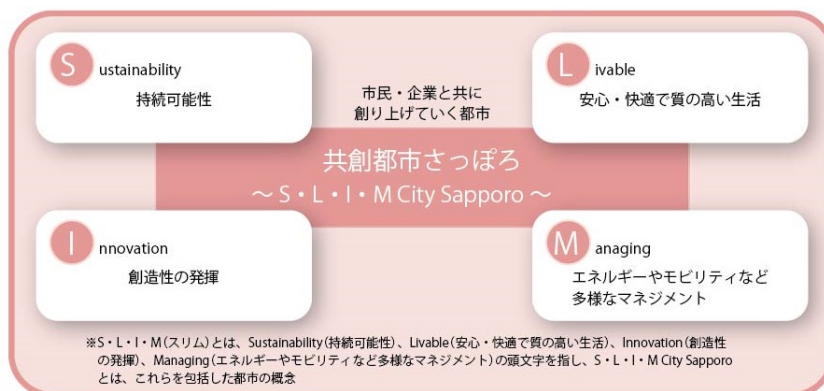 Sustainability
持続可能性
Livable
安心・快適で質の高い生活
市民・企業と共に
創り上げていく都市
共創都市さっぽろ
～ S・L・I・M City Sapporo ～
Innovation
創造性の発揮
Managing
エネルギーやモビリティなど
多様なマネジメント
※S・L・I・M(スリム)とは、Sustainability(持続可能性)、Livable(安心・快適で質の高い生活)、Innovation(創造性
の発揮)、Managing(エネルギーやモビリティなど多様なマネジメント)の頭文字を指し、S・L・I・M City Sapporo
とは、これらを包括した都市の概念